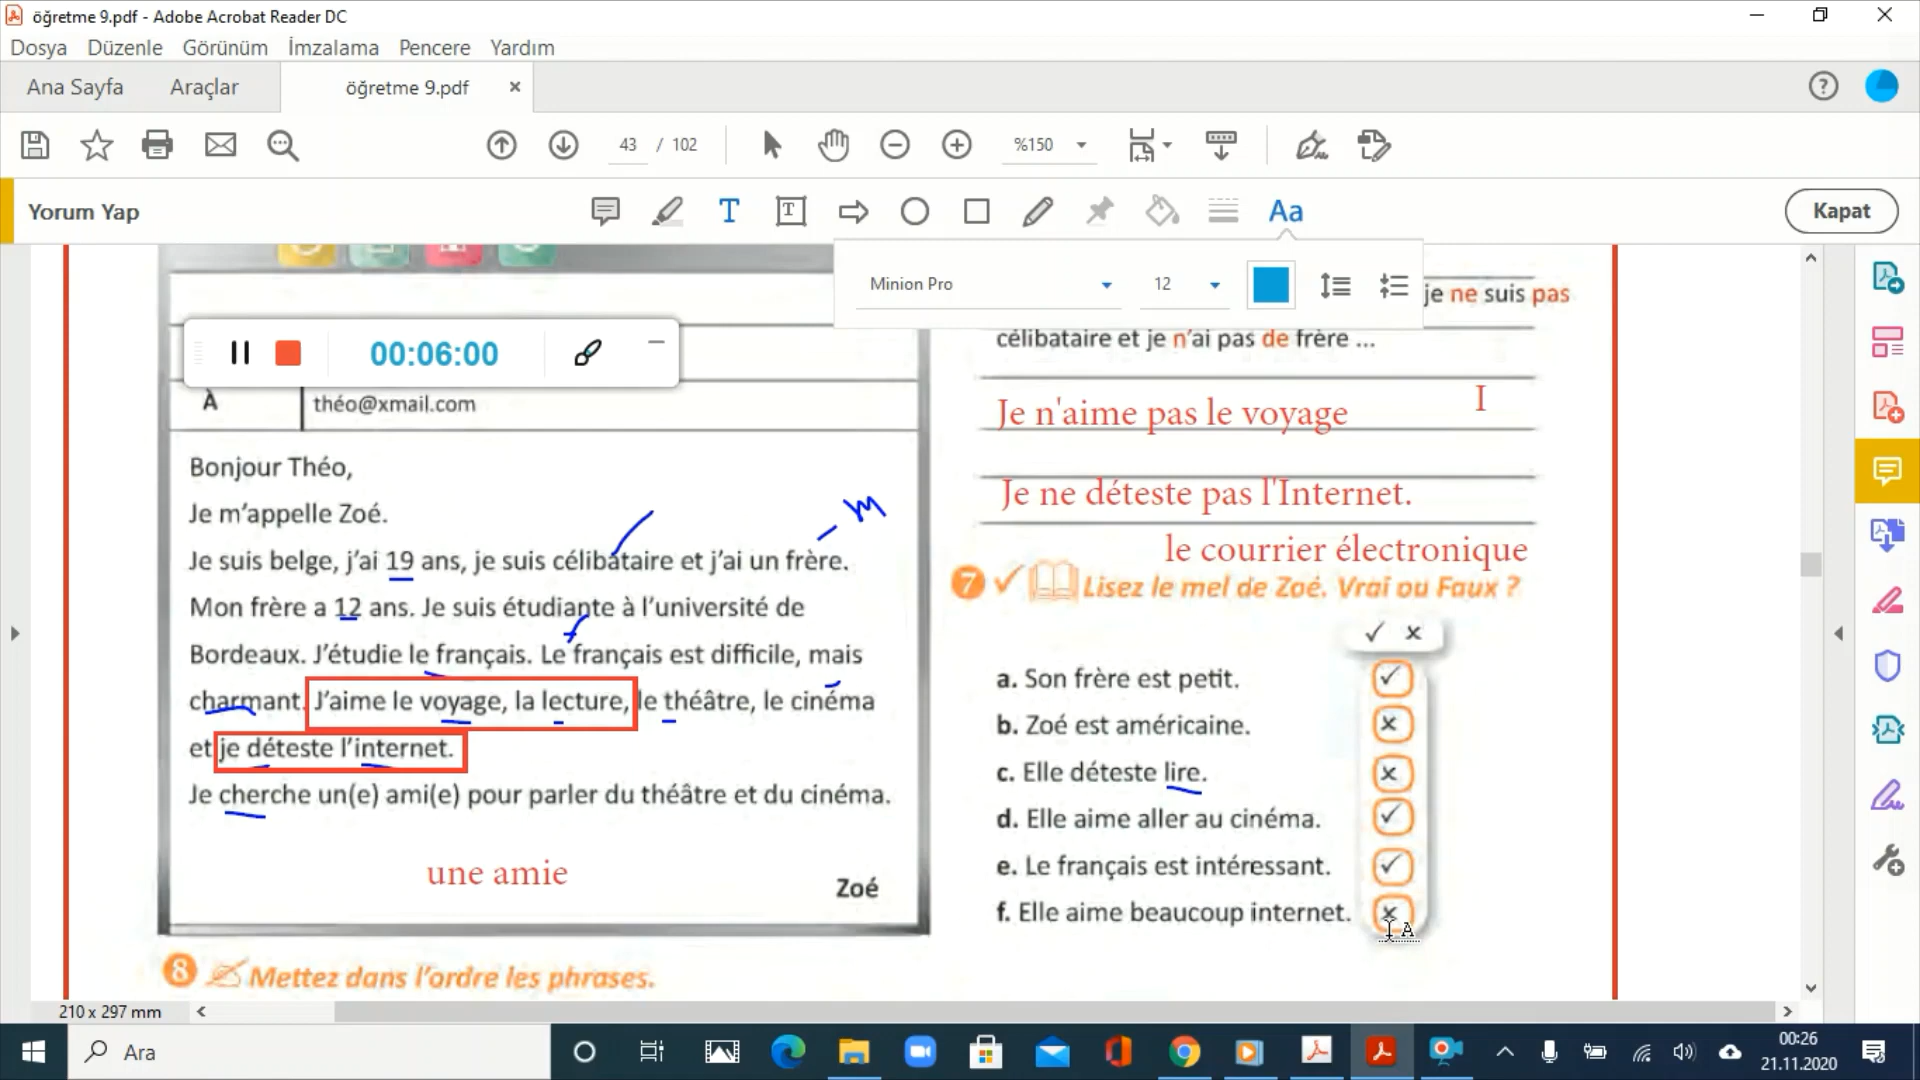 öğretme 9.pdf - Adobe Acrobat Reader DC
Dosya Düzenle Görünüm İmzalama Pencere Yardım
Ana Sayfa Araçlar öğretme 9.pdf
43 / 102 %150
Yorum Yap Kapat
Minion Pro 12
00:06:00
À théo@xmail.com
Bonjour Théo,
Je m'appelle Zoé.
m
Je suis belge, j'ai 19 ans, je suis célibataire et j'ai un frère.
Mon frère a 12 ans. Je suis étudiante à l'université de
Bordeaux. J'étudie le français. Le français est difficile, mais
charmant. J'aime le voyage, la lecture, le théâtre, le cinéma
et je déteste l'internet.
Je cherche un(e) ami(e) pour parler du théâtre et du cinéma.
une amie
Zoé
8 Mettez dans l'ordre les phrases.
je ne suis pas
célibataire et je n'ai pas de frère ...
Je n'aime pas le voyage
Je ne déteste pas l'Internet.
le courrier électronique
7 Lisez le mel de Zoé. Vrai ou Faux ?
a. Son frère est petit.
b. Zoé est américaine.
c. Elle déteste lire.
d. Elle aime aller au cinéma.
e. Le français est intéressant.
f. Elle aime beaucoup internet.
210 x 297 mm
Ara
00:26
21.11.2020